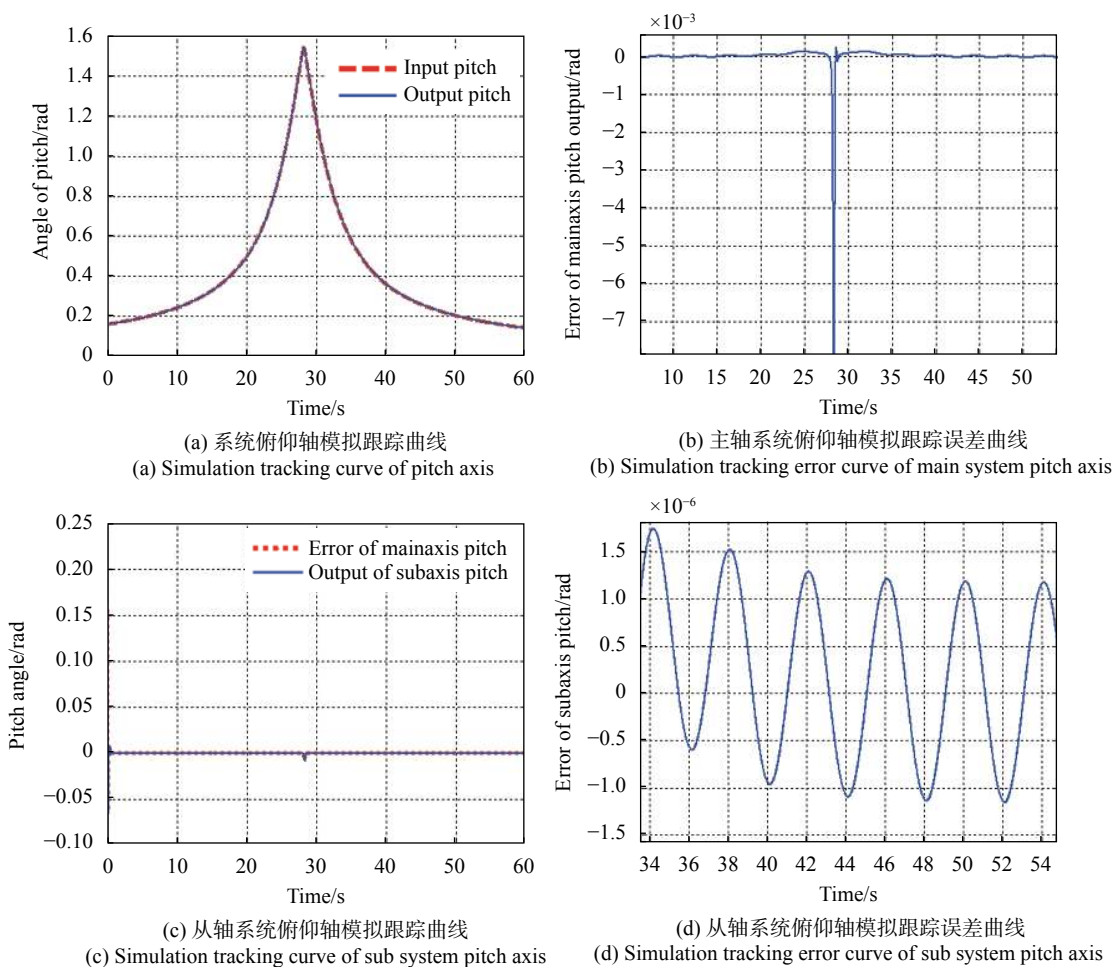 1.6
1.4
1.2
1.0
0.8
0.6
0.4
0.2
0
Angle of pitch/rad
Input pitch
Output pitch
0 10 20 30 40 50 60
Time/s
(a) 系统俯仰轴模拟跟踪曲线
(a) Simulation tracking curve of pitch axis
×10−3
0
−1
−2
−3
−4
−5
−6
−7
Error of mainaxis pitch output/rad
10 15 20 25 30 35 40 45 50
Time/s
(b) 主轴系统俯仰轴模拟跟踪误差曲线
(b) Simulation tracking error curve of main system pitch axis
0.25
0.20
0.15
0.10
0.05
0
−0.05
−0.10
Pitch angle/rad
Error of mainaxis pitch
Output of subaxis pitch
0 10 20 30 40 50 60
Time/s
(c) 从轴系统俯仰轴模拟跟踪曲线
(c) Simulation tracking curve of sub system pitch axis
×10−6
1.5
1.0
0.5
0
−0.5
−1.0
−1.5
Error of subaxis pitch/rad
34 36 38 40 42 44 46 48 50 52 54
Time/s
(d) 从轴系统俯仰轴模拟跟踪误差曲线
(d) Simulation tracking error curve of sub system pitch axis